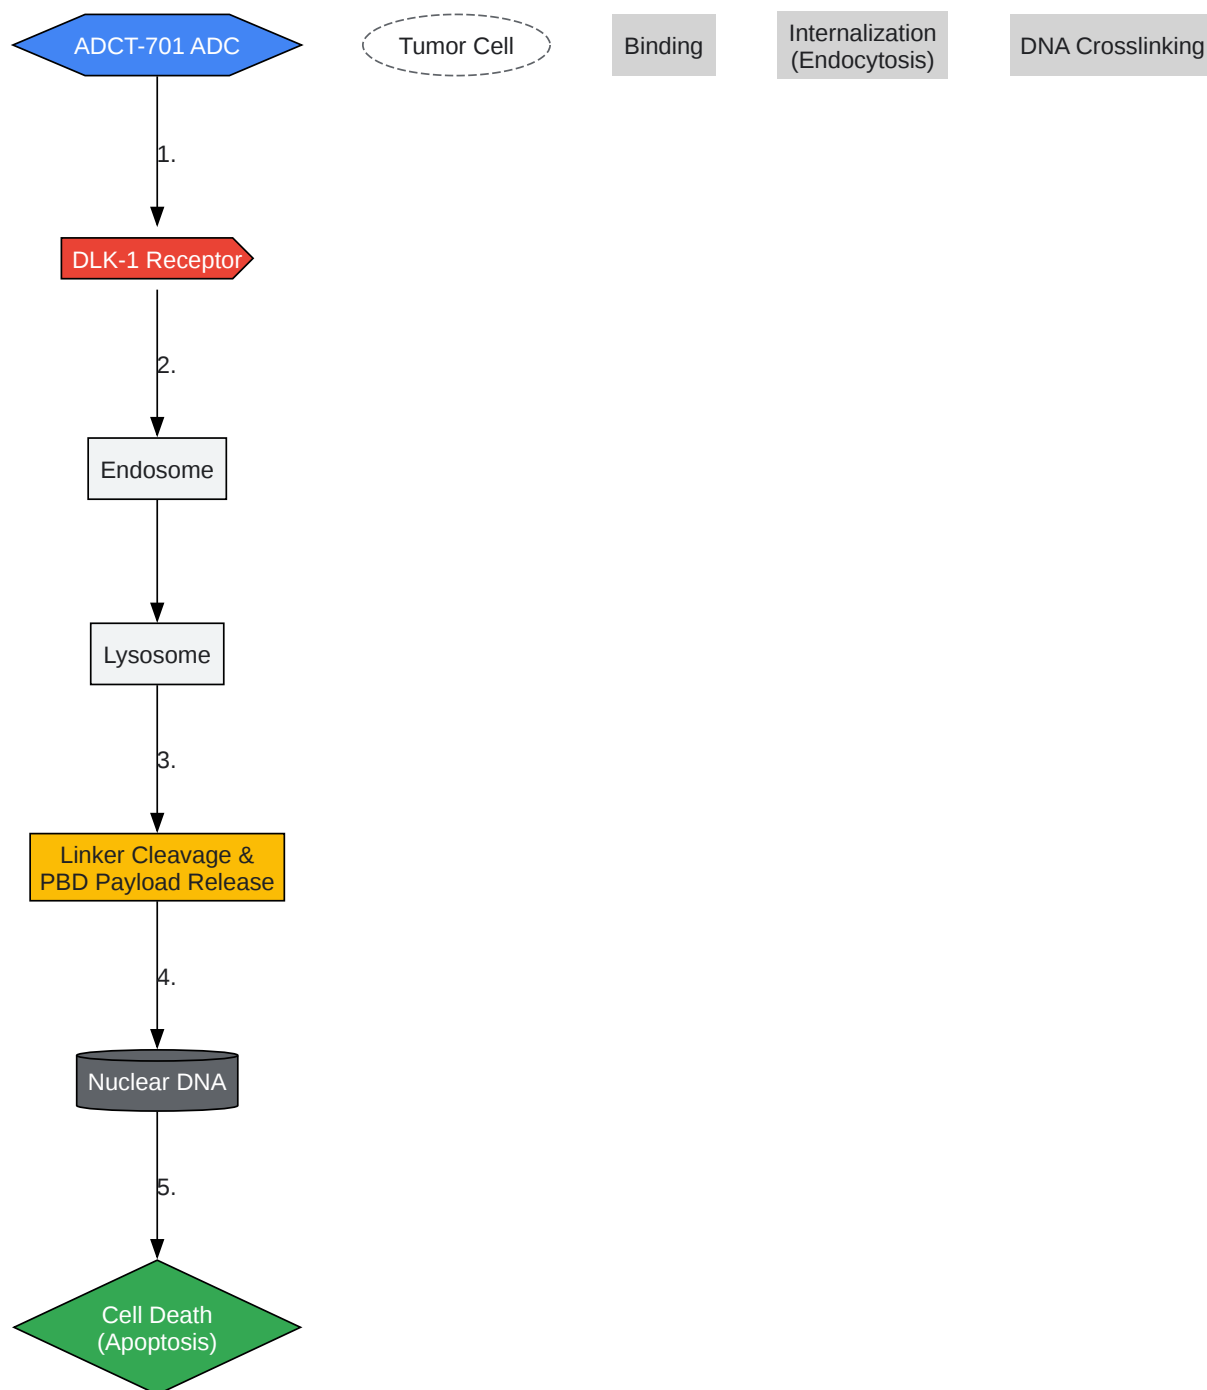 ADCT-701 ADC
Tumor Cell
Binding
Internalization
(Endocytosis)
DNA Crosslinking
1.
DLK-1 Receptor
2.
Endosome
Lysosome
3.
Linker Cleavage &
PBD Payload Release
4.
Nuclear DNA
5.
Cell Death
(Apoptosis)